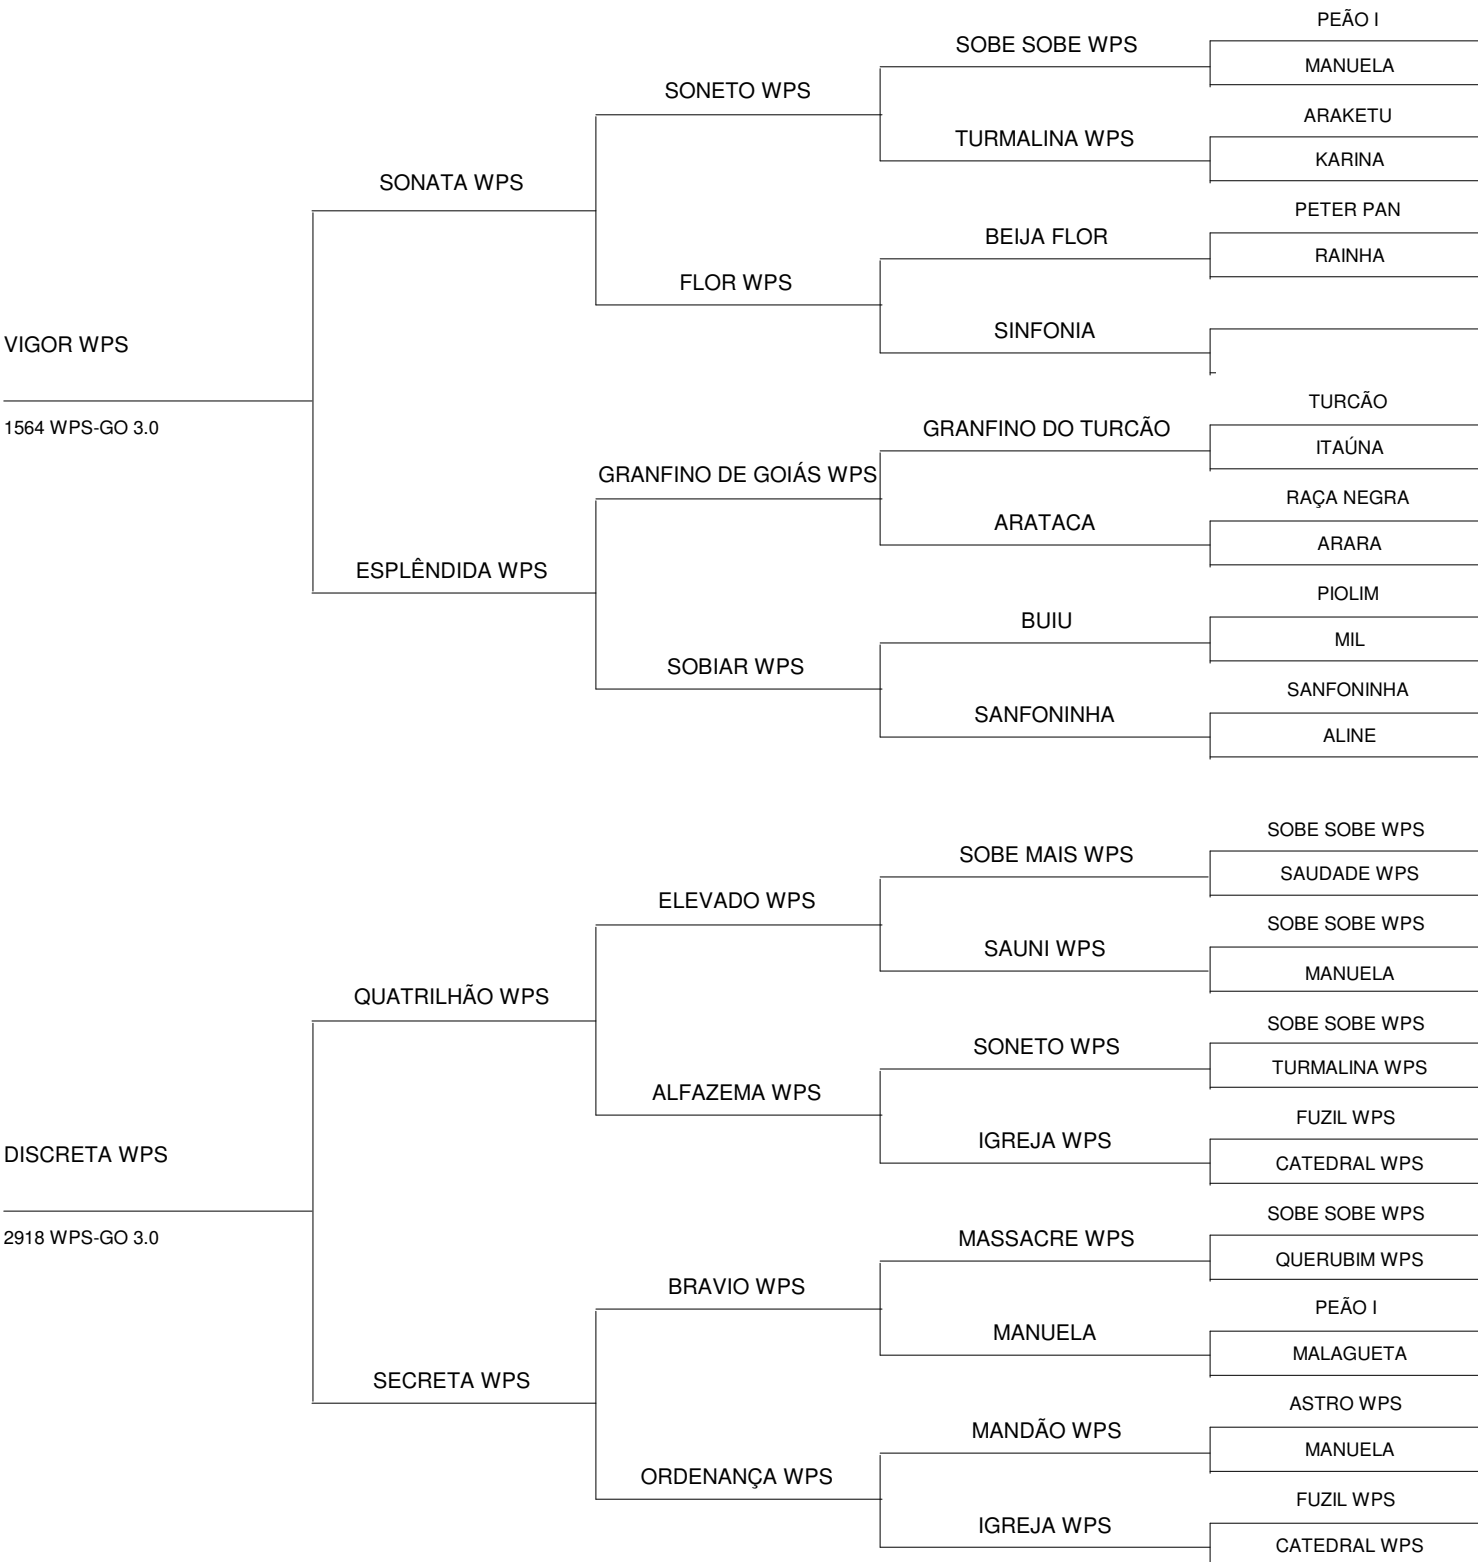 PEÃO I
SOBE SOBE WPS
MANUELA
SONETO WPS
ARAKETU
TURMALINA WPS
KARINA
SONATA WPS
PETER PAN
BEIJA FLOR
RAINHA
FLOR WPS
SINFONIA
VIGOR WPS
TURCÃO
1564 WPS-GO 3.0
GRANFINO DO TURCÃO
ITAÚNA
GRANFINO DE GOIÁS WPS
RAÇA NEGRA
ARATACA
ARARA
ESPLÊNDIDA WPS
PIOLIM
BUIU
MIL
SOBIAR WPS
SANFONINHA
SANFONINHA
ALINE
SOBE SOBE WPS
SOBE MAIS WPS
SAUDADE WPS
ELEVADO WPS
SOBE SOBE WPS
SAUNI WPS
MANUELA
QUATRILHÃO WPS
SOBE SOBE WPS
SONETO WPS
TURMALINA WPS
ALFAZEMA WPS
FUZIL WPS
IGREJA WPS
DISCRETA WPS
CATEDRAL WPS
SOBE SOBE WPS
2918 WPS-GO 3.0
MASSACRE WPS
QUERUBIM WPS
BRAVIO WPS
PEÃO I
MANUELA
MALAGUETA
SECRETA WPS
ASTRO WPS
MANDÃO WPS
MANUELA
ORDENANÇA WPS
FUZIL WPS
IGREJA WPS
CATEDRAL WPS